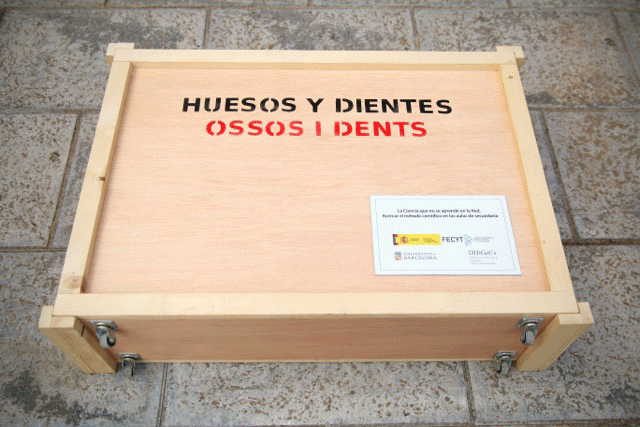 HUESOS Y DIENTES
OSSOS I DENTS
La Ciencia que no se aprende en la Red.
Acercar el método científico en las aulas de secundaria
FECYT
UNIVERSITAT DE
BARCELONA